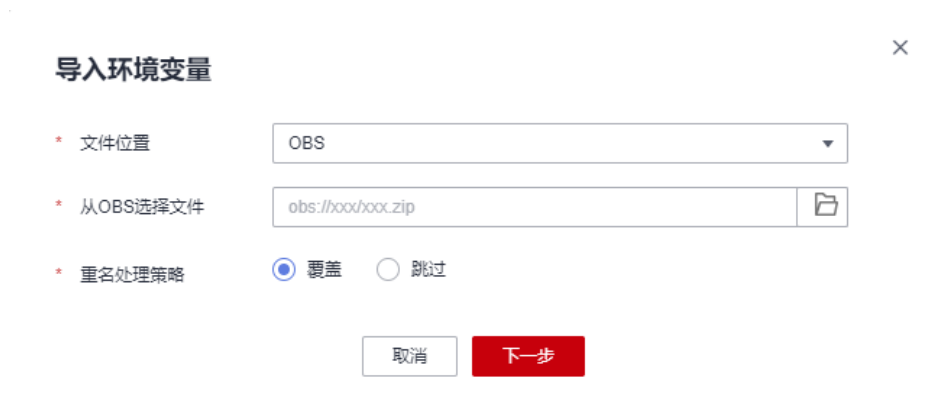 导入环境变量
* 文件位置 OBS
* 从OBS选择文件 obs://xxx/xxx.zip
* 重名处理策略 覆盖 跳过
取消 下一步